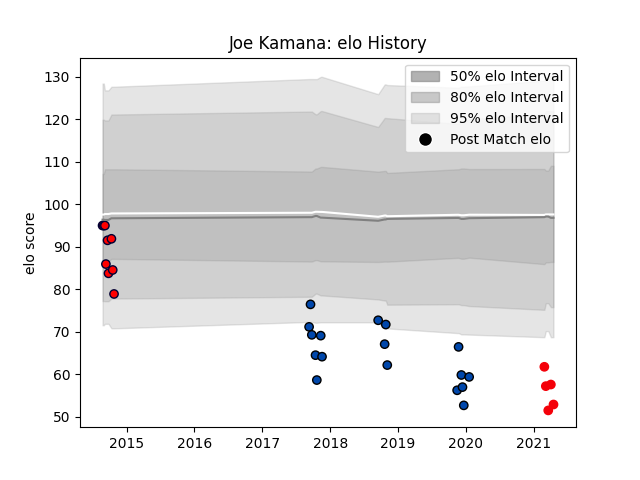 Joe Kamana: elo History
50% elo Interval
80% elo Interval
95% elo Interval
Post Match elo
elo score
130
120
110
100
90
80
70
60
50
2015 2016 2017 2018 2019 2020 2021